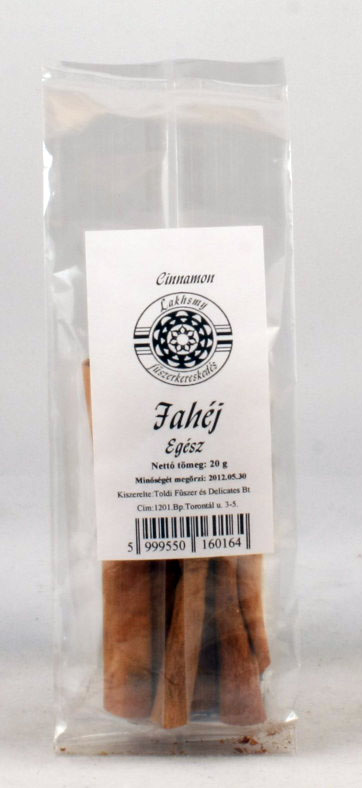 Cinnamon
Lakhsmy
fűszerkereskedés
Fahéj
Egész
Nettó tömeg: 20 g
Minőségét megőrzi: 2012.05.30
Kiszerelte:Toldi Fűszer és Delicates Bt
Cím:1201.Bp.Torontál u. 3-5.
5 999550 160164